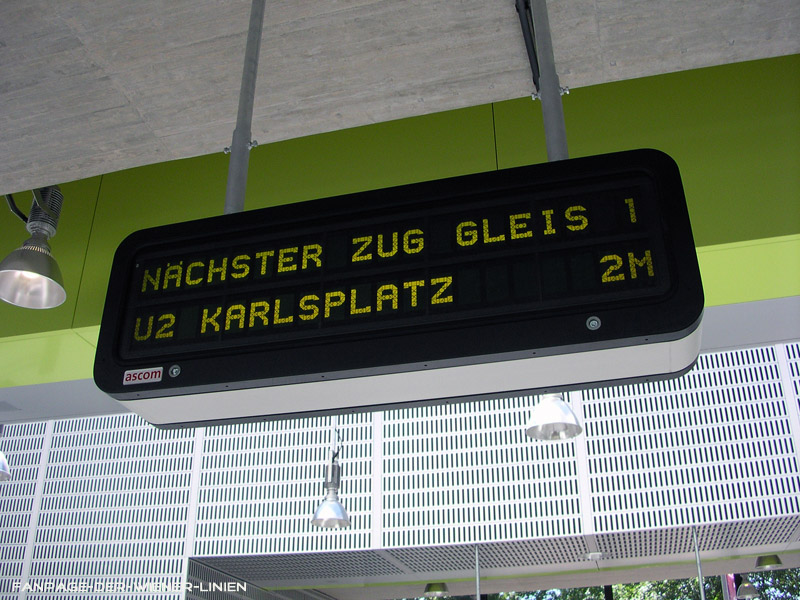 NÄCHSTER ZUG GLEIS 1
U2 KARLSPLATZ 2M
ascom
FANPAGE-DER-WIENER-LINIEN